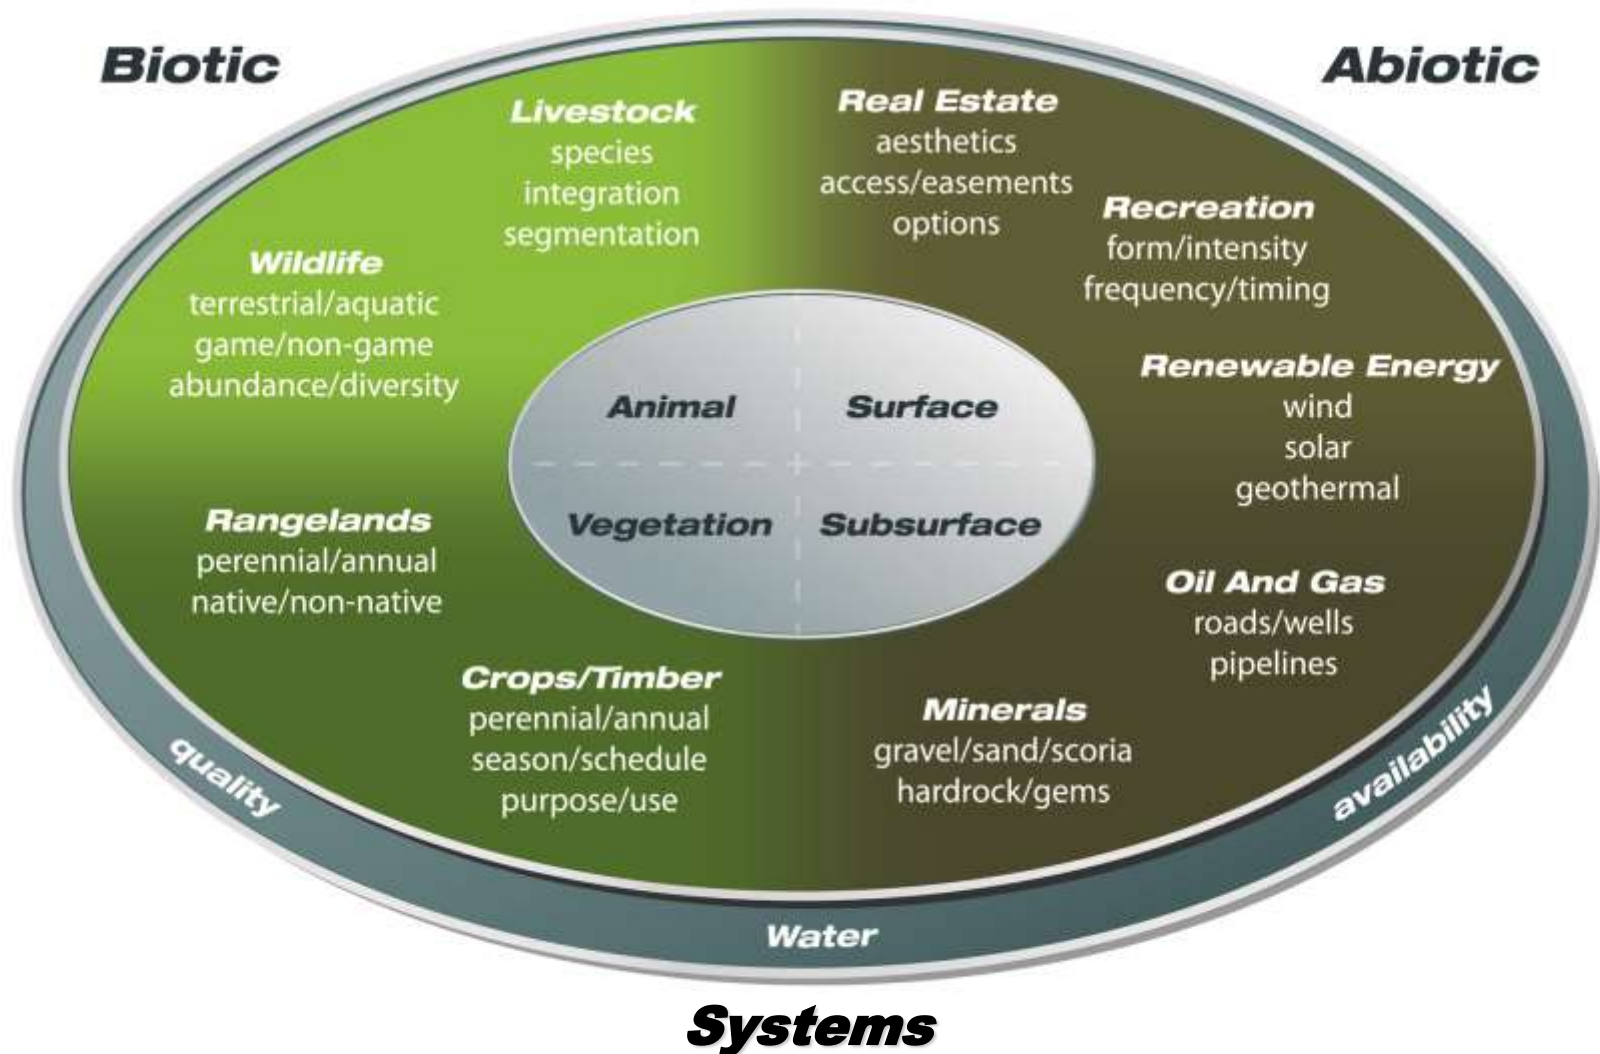 Biotic
Abiotic
Livestock
species
integration
segmentation
Real Estate
aesthetics
access/easements
options
Recreation
form/intensity
frequency/timing
Wildlife
terrestrial/aquatic
game/non-game
abundance/diversity
Renewable Energy
wind
solar
geothermal
Animal
Surface
Vegetation
Subsurface
Rangelands
perennial/annual
native/non-native
Oil And Gas
roads/wells
pipelines
Crops/Timber
perennial/annual
season/schedule
purpose/use
Minerals
gravel/sand/scoria
hardrock/gems
quality
Water
availability
Systems